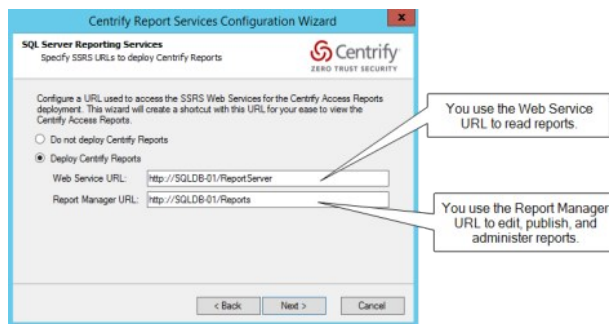 Centrify Report Services Configuration Wizard
x
SQL Server Reporting Services
Specify SSRS URLs to deploy Centrify Reports
Centrify
ZERO TRUST SECURITY
Configure a URL used to access the SSRS Web Services for the Centrify Access Reports
deployment. This wizard will create a shortcut with this URL for your ease to view the
Centrify Access Reports.
Do not deploy Centrify Reports
Deploy Centrify Reports
Web Service URL: http://SQLDB-01/ReportServer
Report Manager URL: http://SQLDB-01/Reports
You use the Web Service
URL to read reports.
You use the Report Manager
URL to edit, publish, and
administer reports.
< Back Next > Cancel